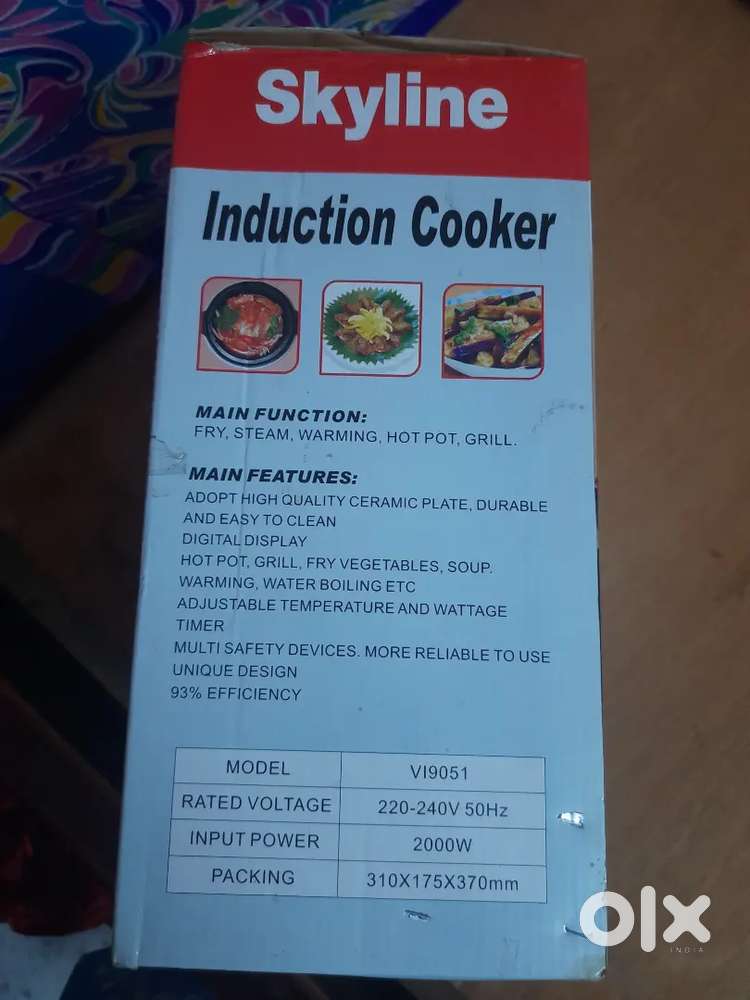 Skyline
Induction Cooker
MAIN FUNCTION:
FRY, STEAM, WARMING, HOT POT, GRILL.
MAIN FEATURES:
ADOPT HIGH QUALITY CERAMIC PLATE, DURABLE
AND EASY TO CLEAN
DIGITAL DISPLAY
HOT POT, GRILL, FRY VEGETABLES, SOUP.
WARMING, WATER BOILING ETC
ADJUSTABLE TEMPERATURE AND WATTAGE
TIMER
MULTI SAFETY DEVICES. MORE RELIABLE TO USE
UNIQUE DESIGN
93% EFFICIENCY
MODEL VI9051
RATED VOLTAGE 220-240V 50Hz
INPUT POWER 2000W
PACKING 310X175X370mm
olx
INDIA